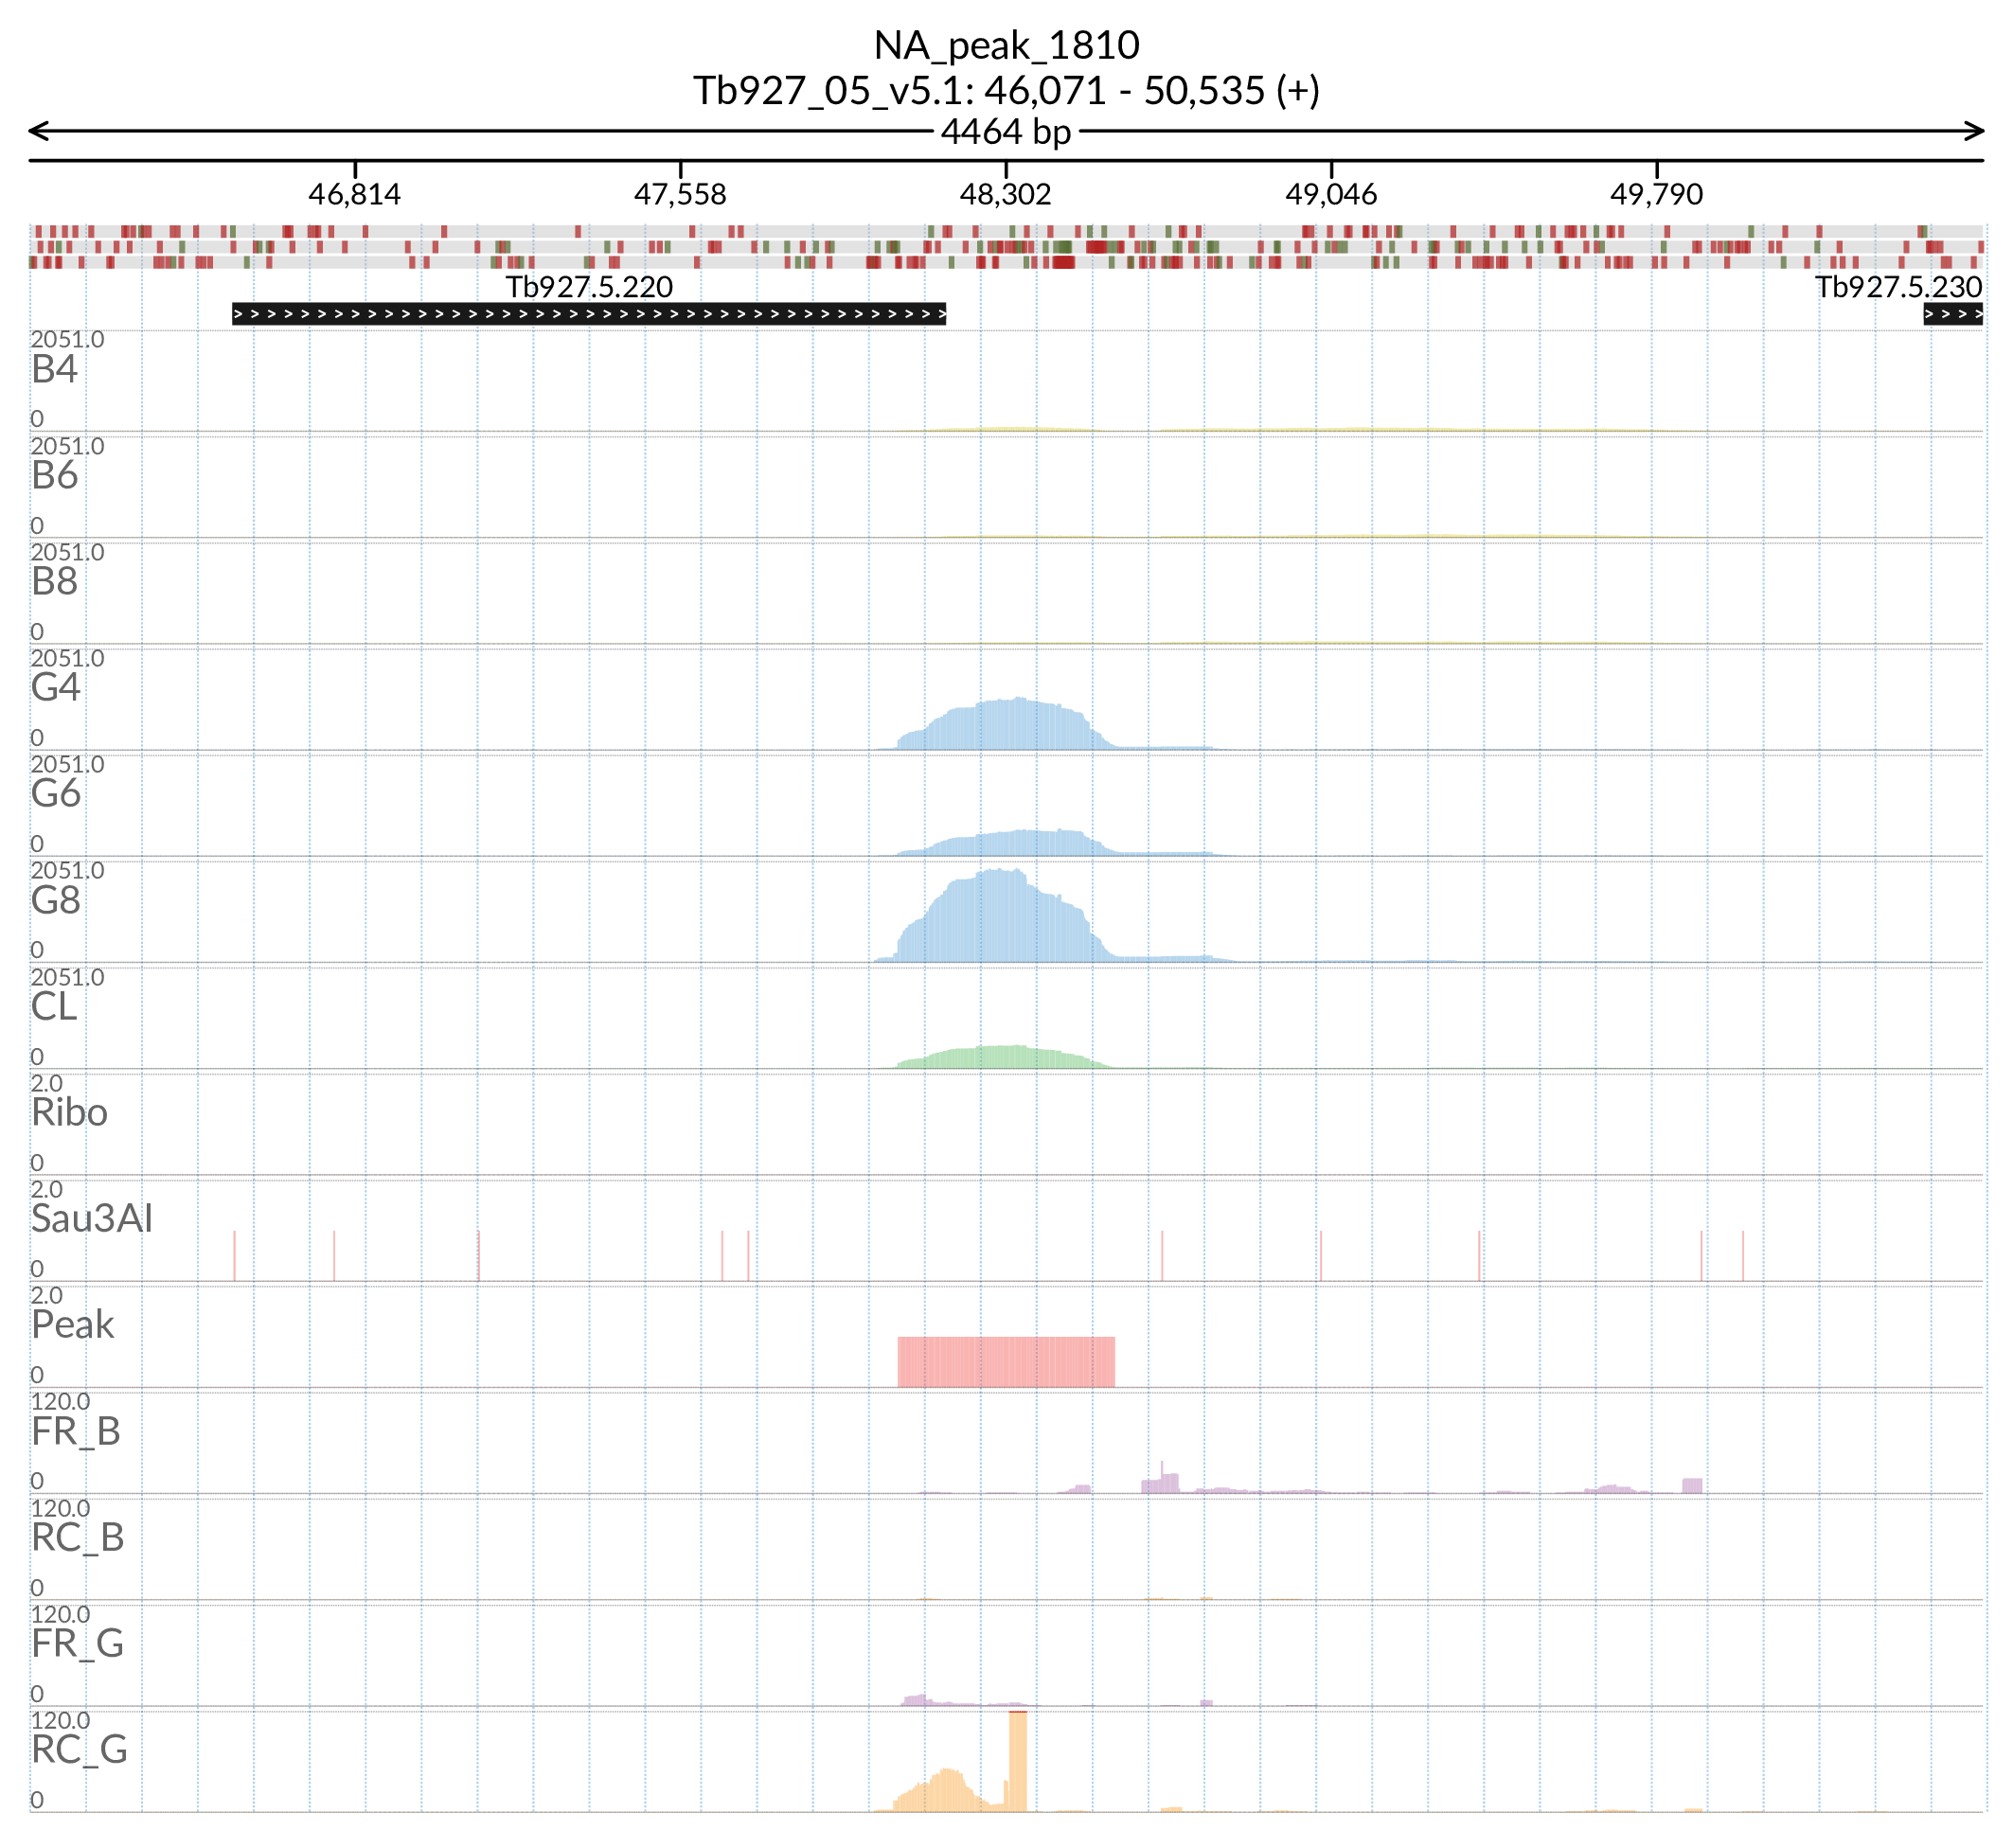 NA_peak_1810
Tb927_05_v5.1: 46,071 - 50,535 (+)
4464 bp
46,814 47,558 48,302 49,046 49,790
Tb927.5.220 Tb927.5.230
2051.0
B4
0
2051.0
B6
0
2051.0
B8
0
2051.0
G4
0
2051.0
G6
0
2051.0
G8
0
2051.0
CL
0
2.0
Ribo
0
2.0
Sau3AI
0
2.0
Peak
0
120.0
FR_B
0
120.0
RC_B
0
120.0
FR_G
0
120.0
RC_G
0